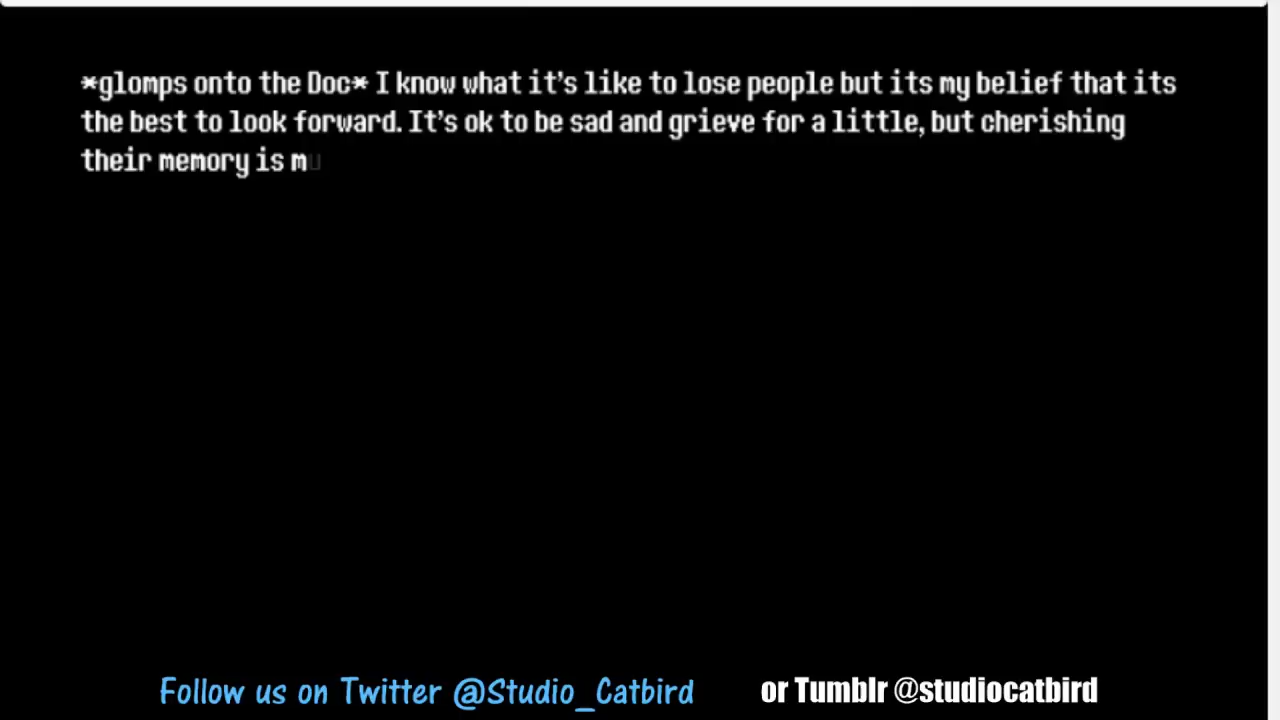 *glomps onto the Doc* I know what it's like to lose people but its my belief that its
the best to look forward. It's ok to be sad and grieve for a little, but cherishing
their memory is mu
Follow us on Twitter @Studio_Catbird
or Tumblr @studiocatbird